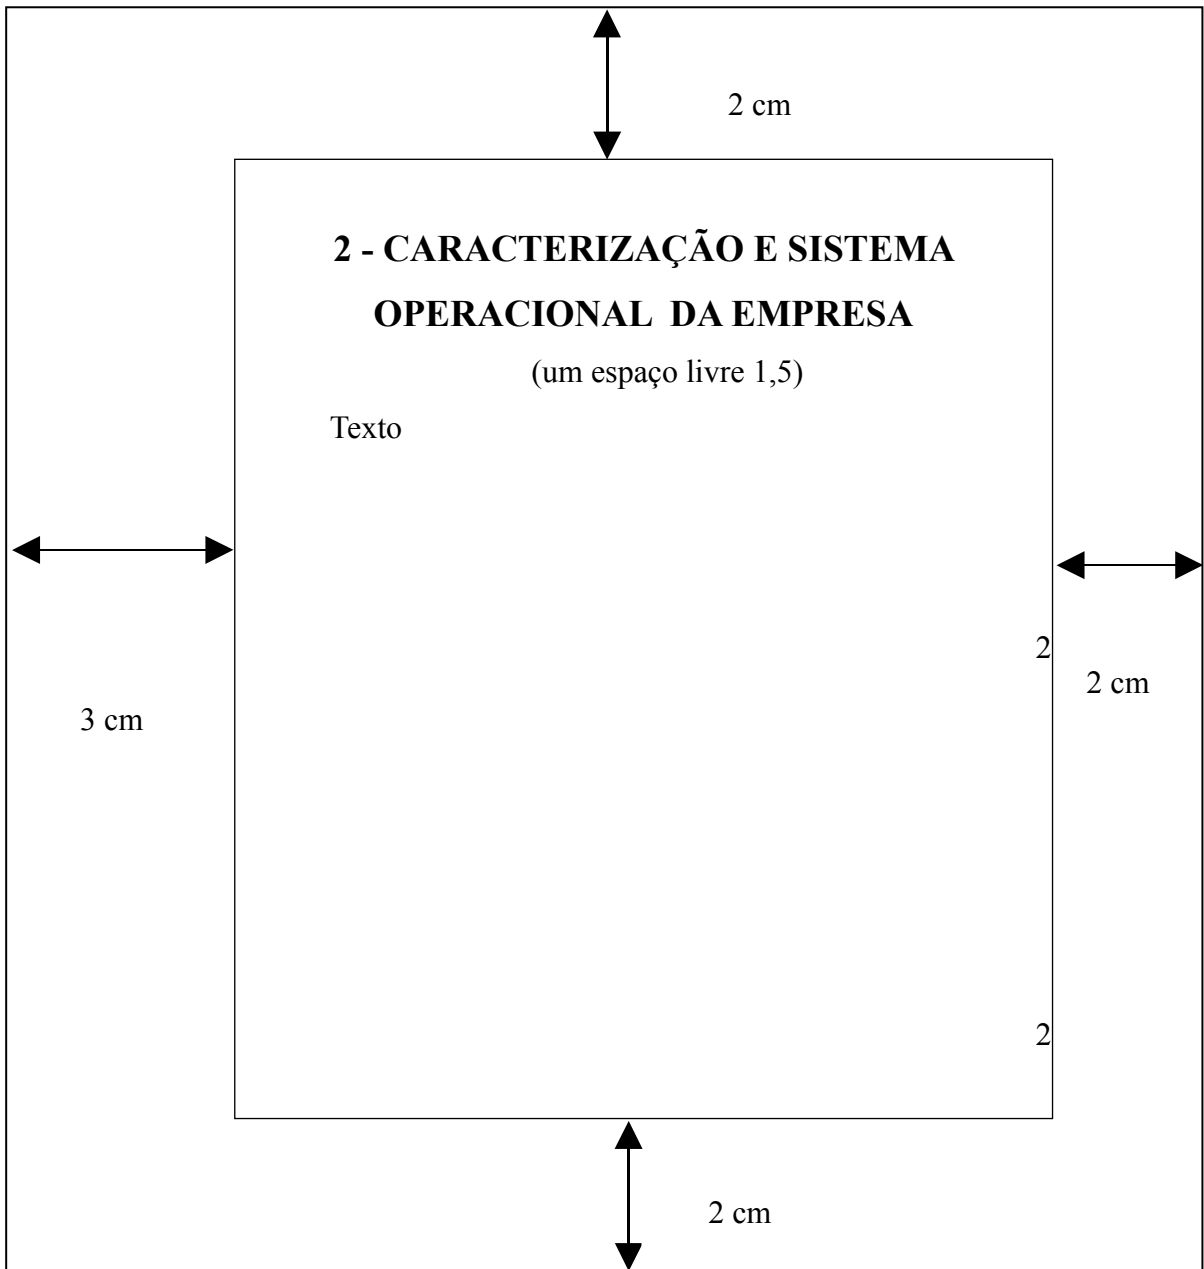 2 cm
2 - CARACTERIZAÇÃO E SISTEMA
OPERACIONAL DA EMPRESA
(um espaço livre 1,5)
Texto
2
2 cm
3 cm
2
2 cm